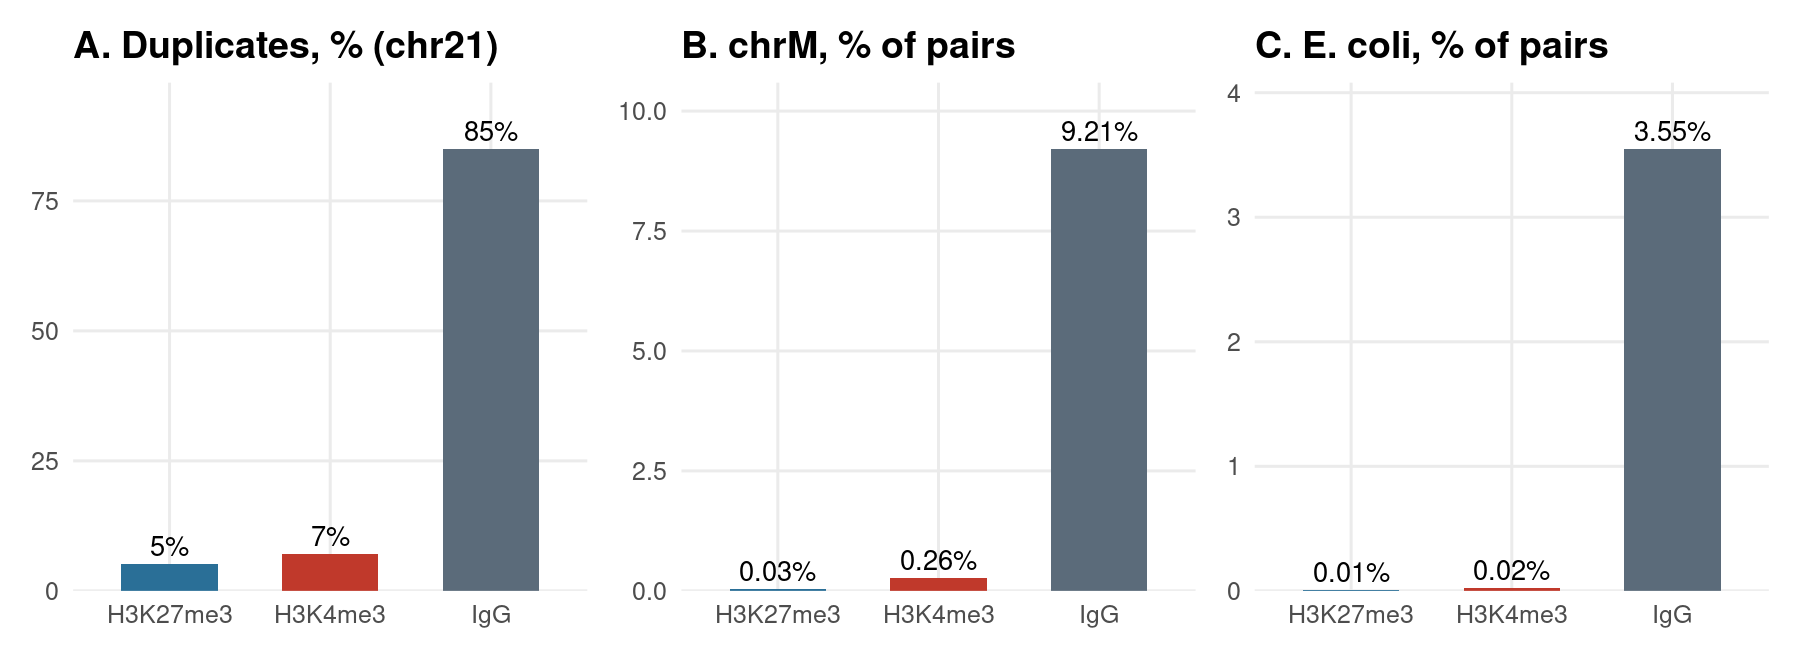 A. Duplicates, % (chr21)
75
50
25
0
85%
5%
7%
H3K27me3
H3K4me3
IgG
B. chrM, % of pairs
10.0
7.5
5.0
2.5
0.0
9.21%
0.03%
0.26%
H3K27me3
H3K4me3
IgG
C. E. coli, % of pairs
4
3
2
1
0
3.55%
0.01%
0.02%
H3K27me3
H3K4me3
IgG